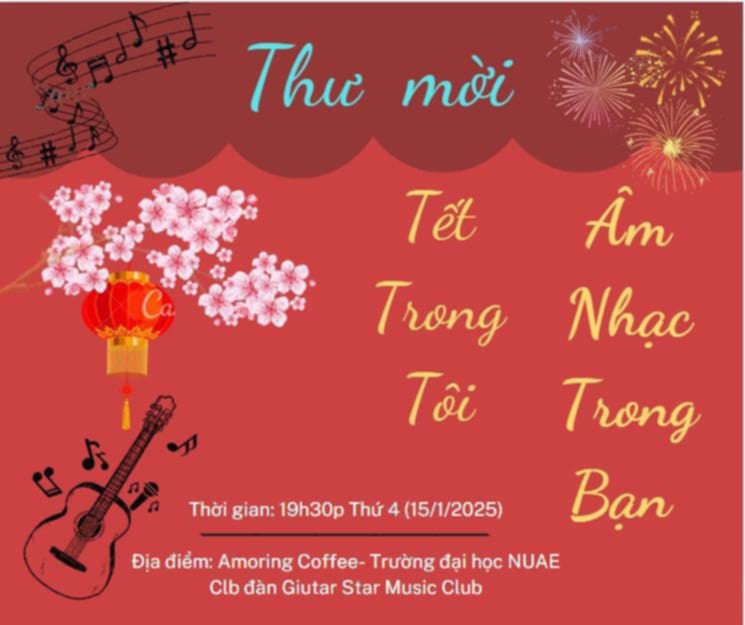 Thư mời
Tết
Trong
Tôi
Âm
Nhạc
Trong
Bạn
Ca
Thời gian: 19h30p Thứ 4 (15/1/2025)
Địa điểm: Amoring Coffee- Trường đại học NUAE
Clb đàn Giutar Star Music Club